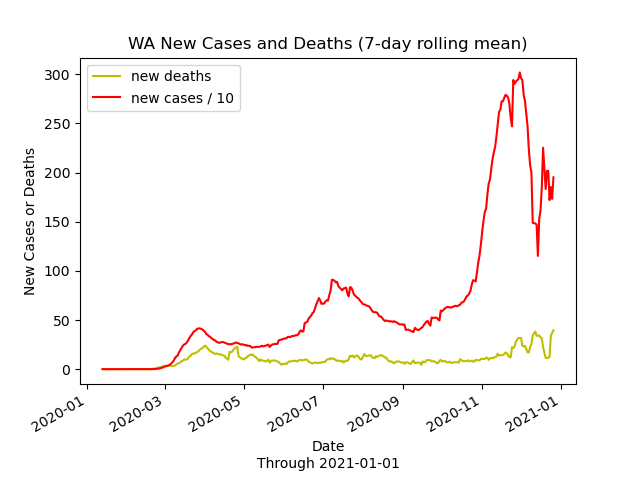 WA New Cases and Deaths (7-day rolling mean)
new deaths
new cases / 10
300
250
200
150
100
50
0
New Cases or Deaths
2020-01
2020-03
2020-05
2020-07
2020-09
2020-11
2021-01
Date
Through 2021-01-01